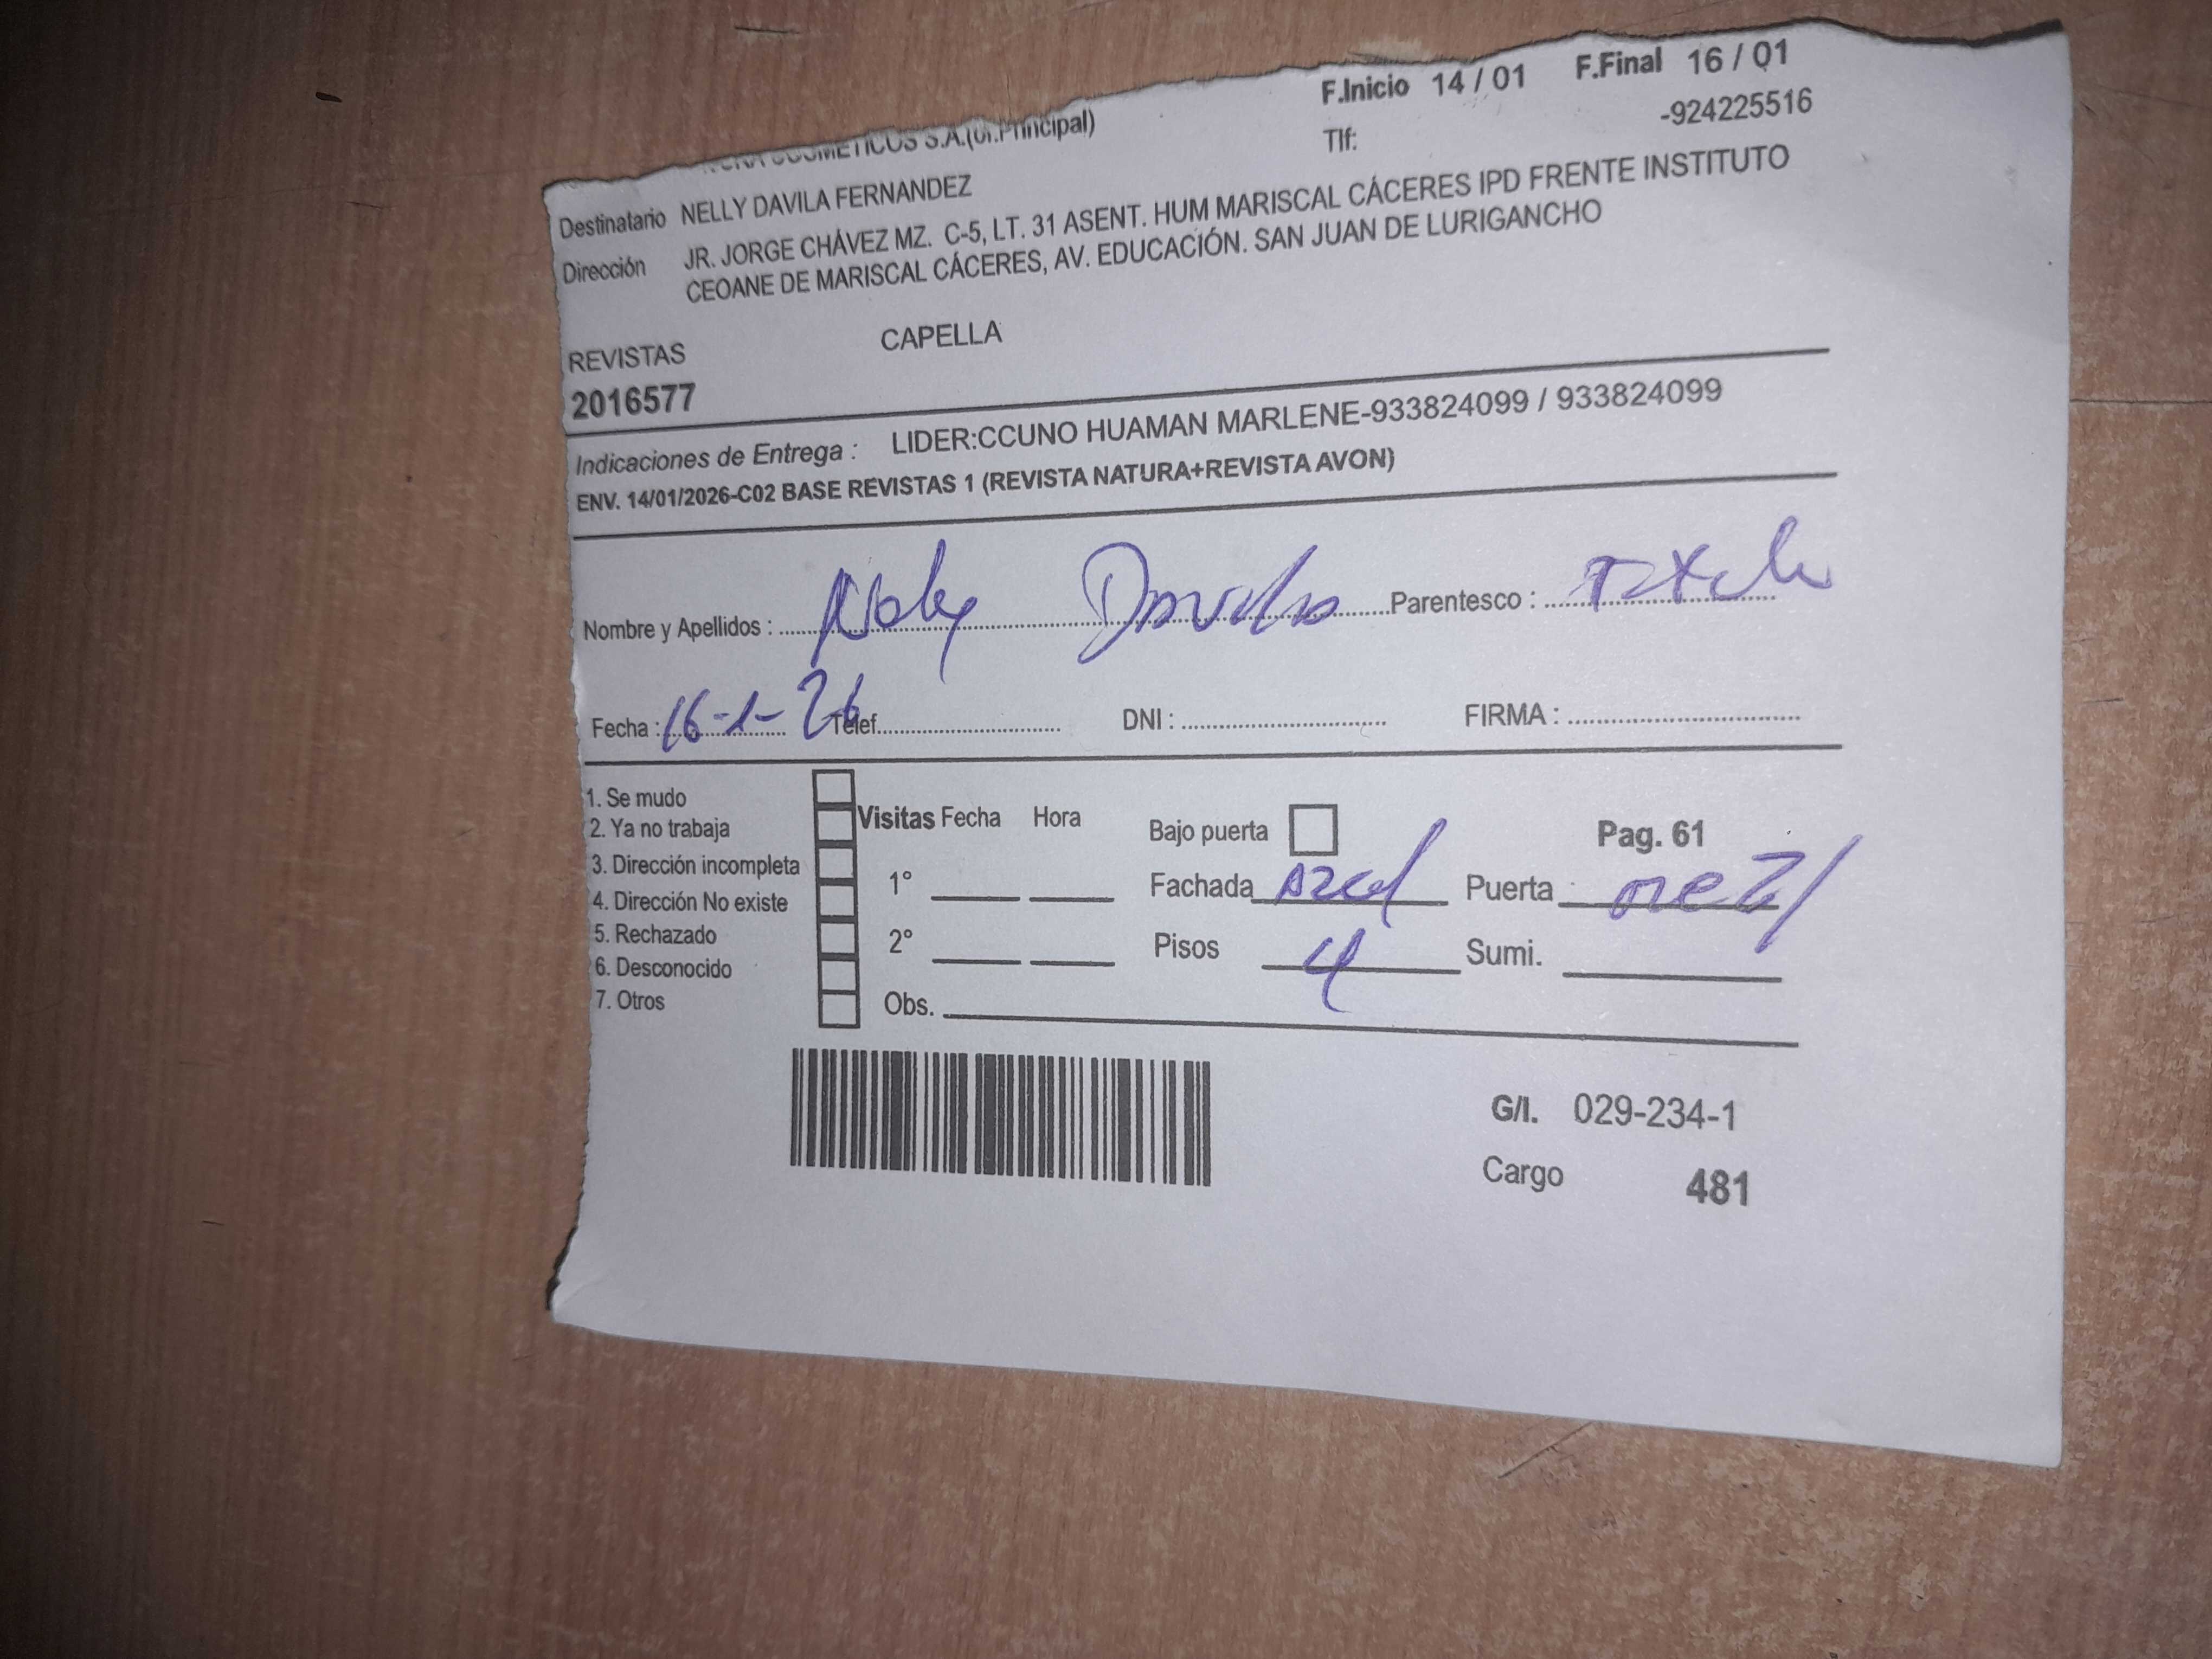 F.Inicio 14 / 01 F.Final 16 / 01
COSMETICOS S.A.(of.Principal) Tlf: -924225516
Destinatario NELLY DAVILA FERNANDEZ
Dirección JR. JORGE CHÁVEZ MZ. C-5, LT. 31 ASENT. HUM MARISCAL CÁCERES IPD FRENTE INSTITUTO
CEOANE DE MARISCAL CÁCERES, AV. EDUCACIÓN. SAN JUAN DE LURIGANCHO
REVISTAS CAPELLA
2016577
Indicaciones de Entrega : LIDER:CCUNO HUAMAN MARLENE-933824099 / 933824099
ENV. 14/01/2026-C02 BASE REVISTAS 1 (REVISTA NATURA+REVISTA AVON)
Nombre y Apellidos : Nely Davila Parentesco :
Fecha : 16-1-26 Telef. DNI : FIRMA :
1. Se mudo
2. Ya no trabaja
3. Dirección incompleta
4. Dirección No existe
5. Rechazado
6. Desconocido
7. Otros
Visitas Fecha Hora Bajo puerta Pag. 61
1° Fachada Azul Puerta metal
2° Pisos 4 Sumi.
Obs.
G/I. 029-234-1
Cargo 481